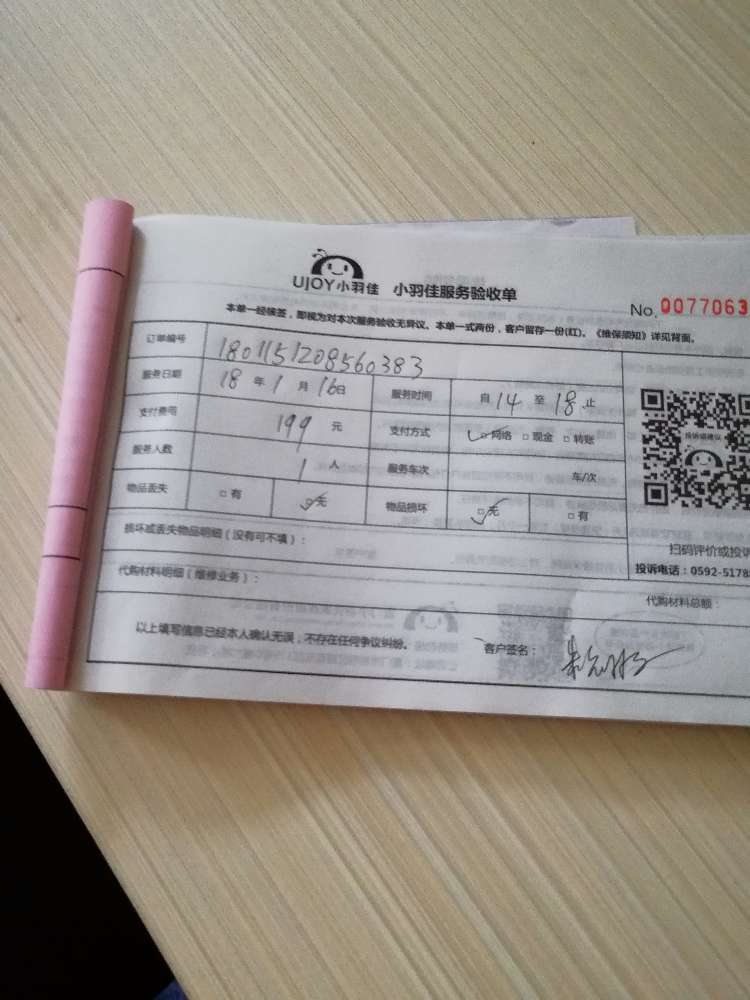 UJOY小羽佳 小羽佳服务验收单
No. 0077063
本单一经核签，即视为对本次服务验收无异议。本单一式两份，客户留存一份(红)。《维保须知》详见背面。
订单编号 1801151208560383
服务日期 18 年 1 月 16 日 服务时间 自 14 至 18 止
支付费用 199 元 支付方式 ☑网络 □现金 □转账
服务人数 1 人 服务车次 车/次
物品丢失 □有 ☑无 物品损坏 ☑无 □有
损坏或丢失物品明细（没有可不填）：
代购材料明细（维修业务）： 代购材料总额：
以上填写信息已经本人确认无误，不存在任何争议纠纷。 客户签名：
投诉或建议
扫码评价或投诉
投诉电话：0592-5178